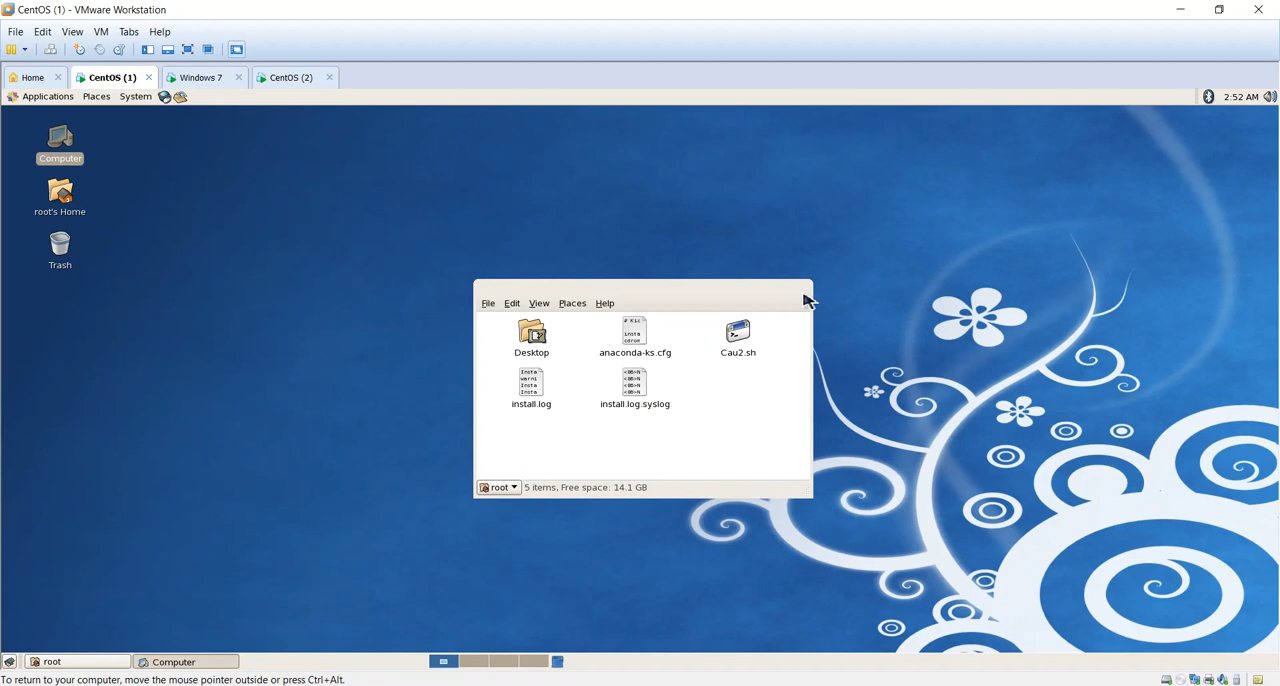 CentOS (1) - VMware Workstation
File Edit View VM Tabs Help
Home CentOS (1) Windows 7 CentOS (2)
Applications Places System 2:52 AM
Computer
root's Home
Trash
File Edit View Places Help
Desktop anaconda-ks.cfg Cau2.sh
install.log install.log.syslog
root 5 items, Free space: 14.1 GB
root Computer
To return to your computer, move the mouse pointer outside or press Ctrl+Alt.